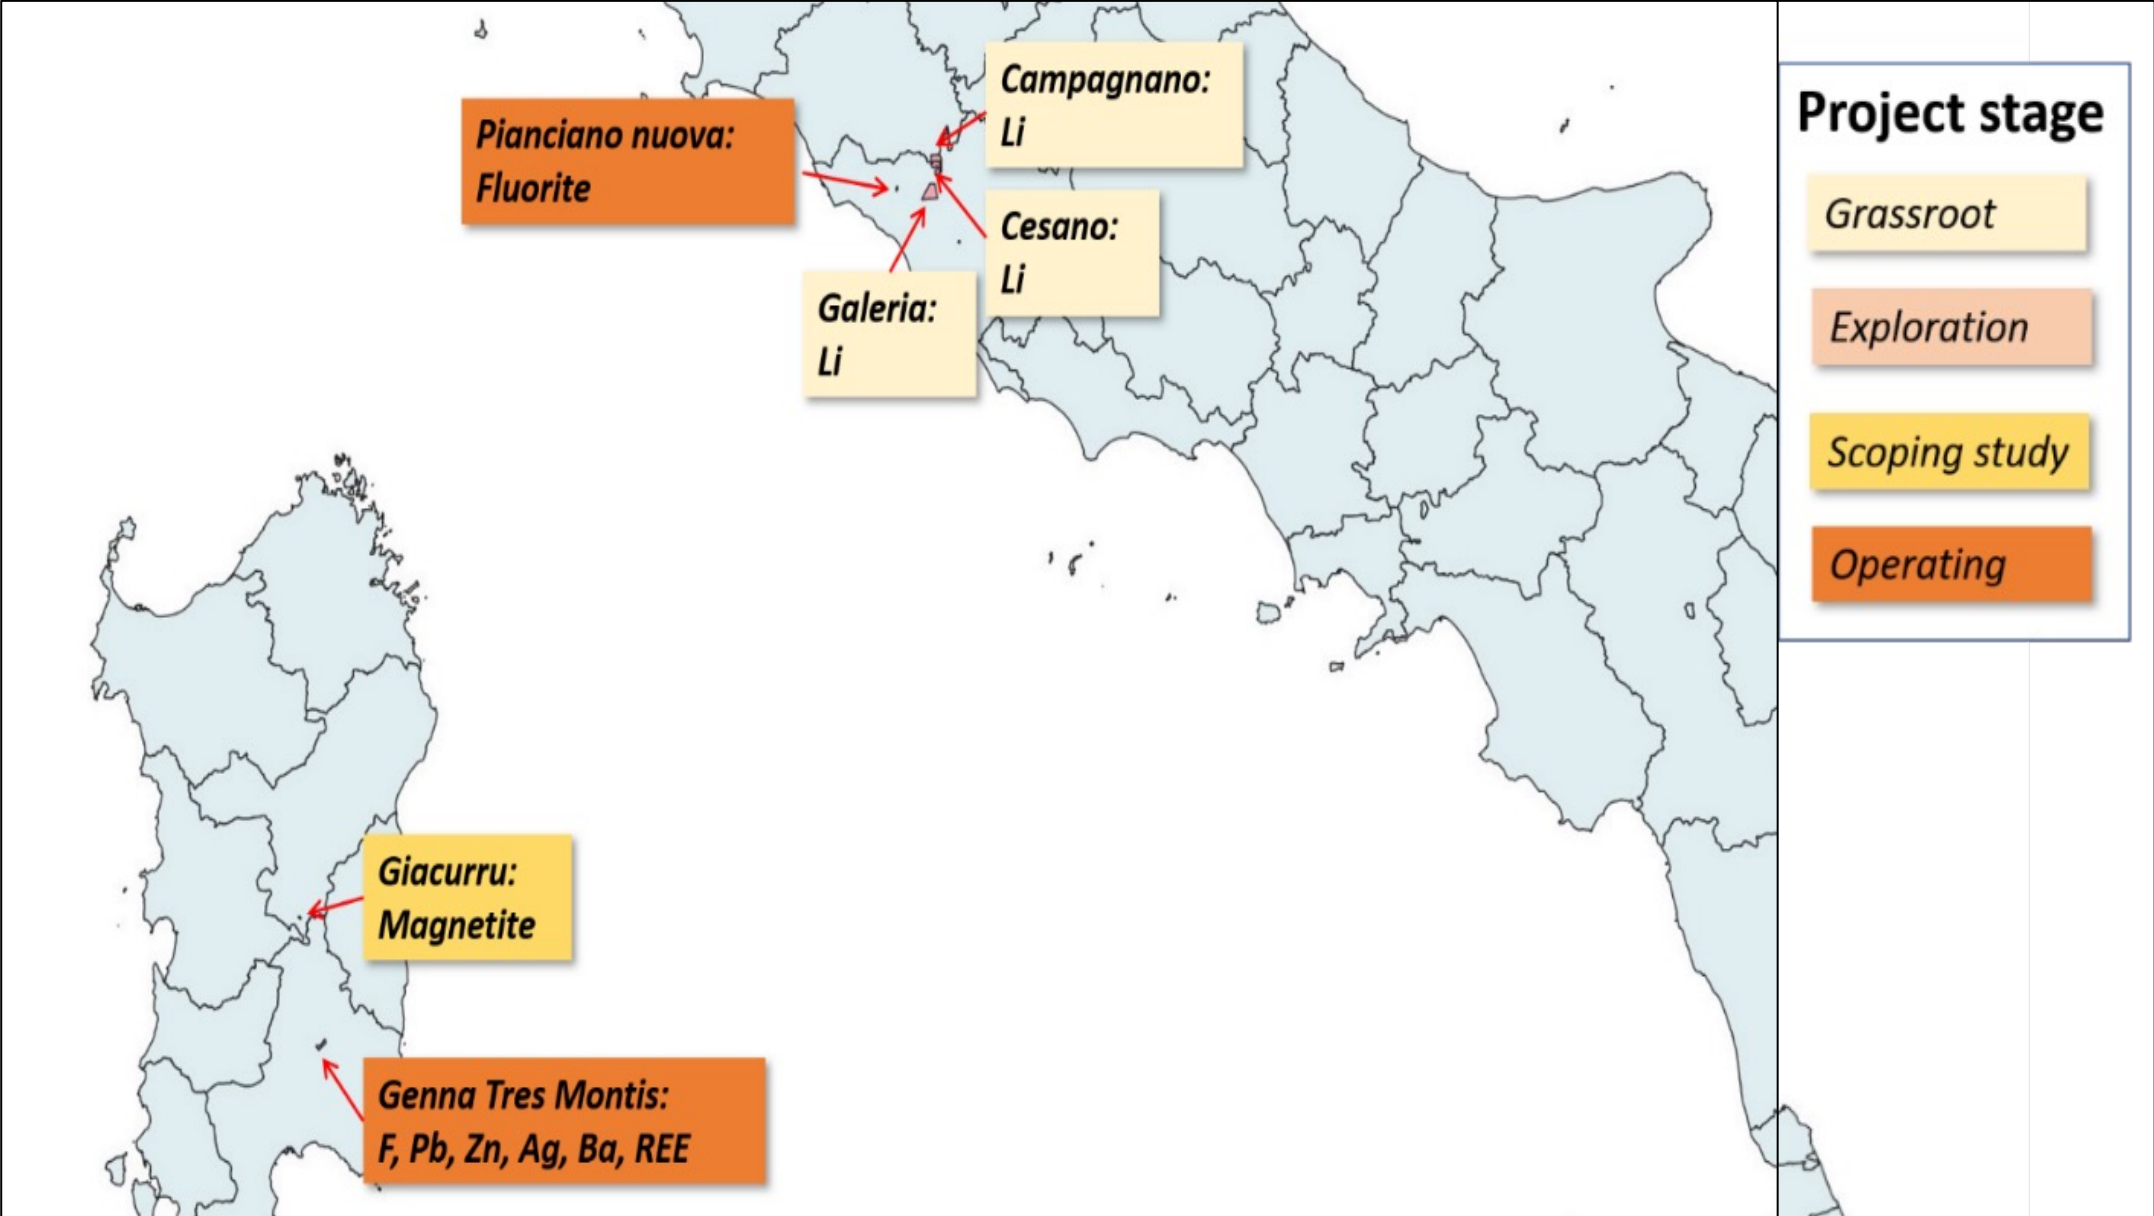 Campagnano:
Li
Pianciano nuova:
Fluorite
Cesano:
Li
Galeria:
Li
Giacurru:
Magnetite
Genna Tres Montis:
F, Pb, Zn, Ag, Ba, REE
Project stage
Grassroot
Exploration
Scoping study
Operating